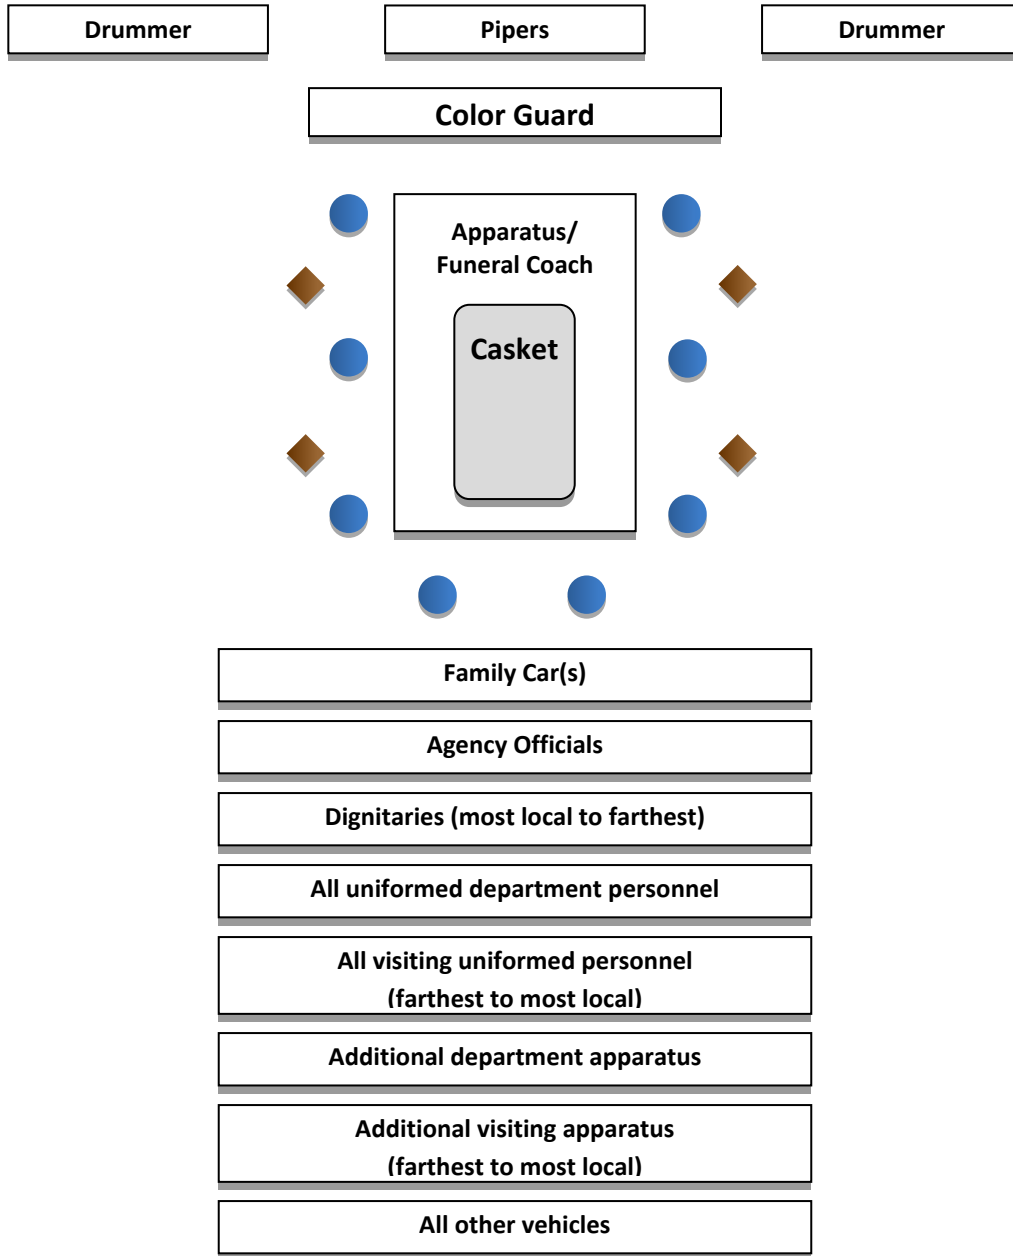 Drummer
Pipers
Drummer
Color Guard
Apparatus/
Funeral Coach
Casket
Family Car(s)
Agency Officials
Dignitaries (most local to farthest)
All uniformed department personnel
All visiting uniformed personnel
(farthest to most local)
Additional department apparatus
Additional visiting apparatus
(farthest to most local)
All other vehicles